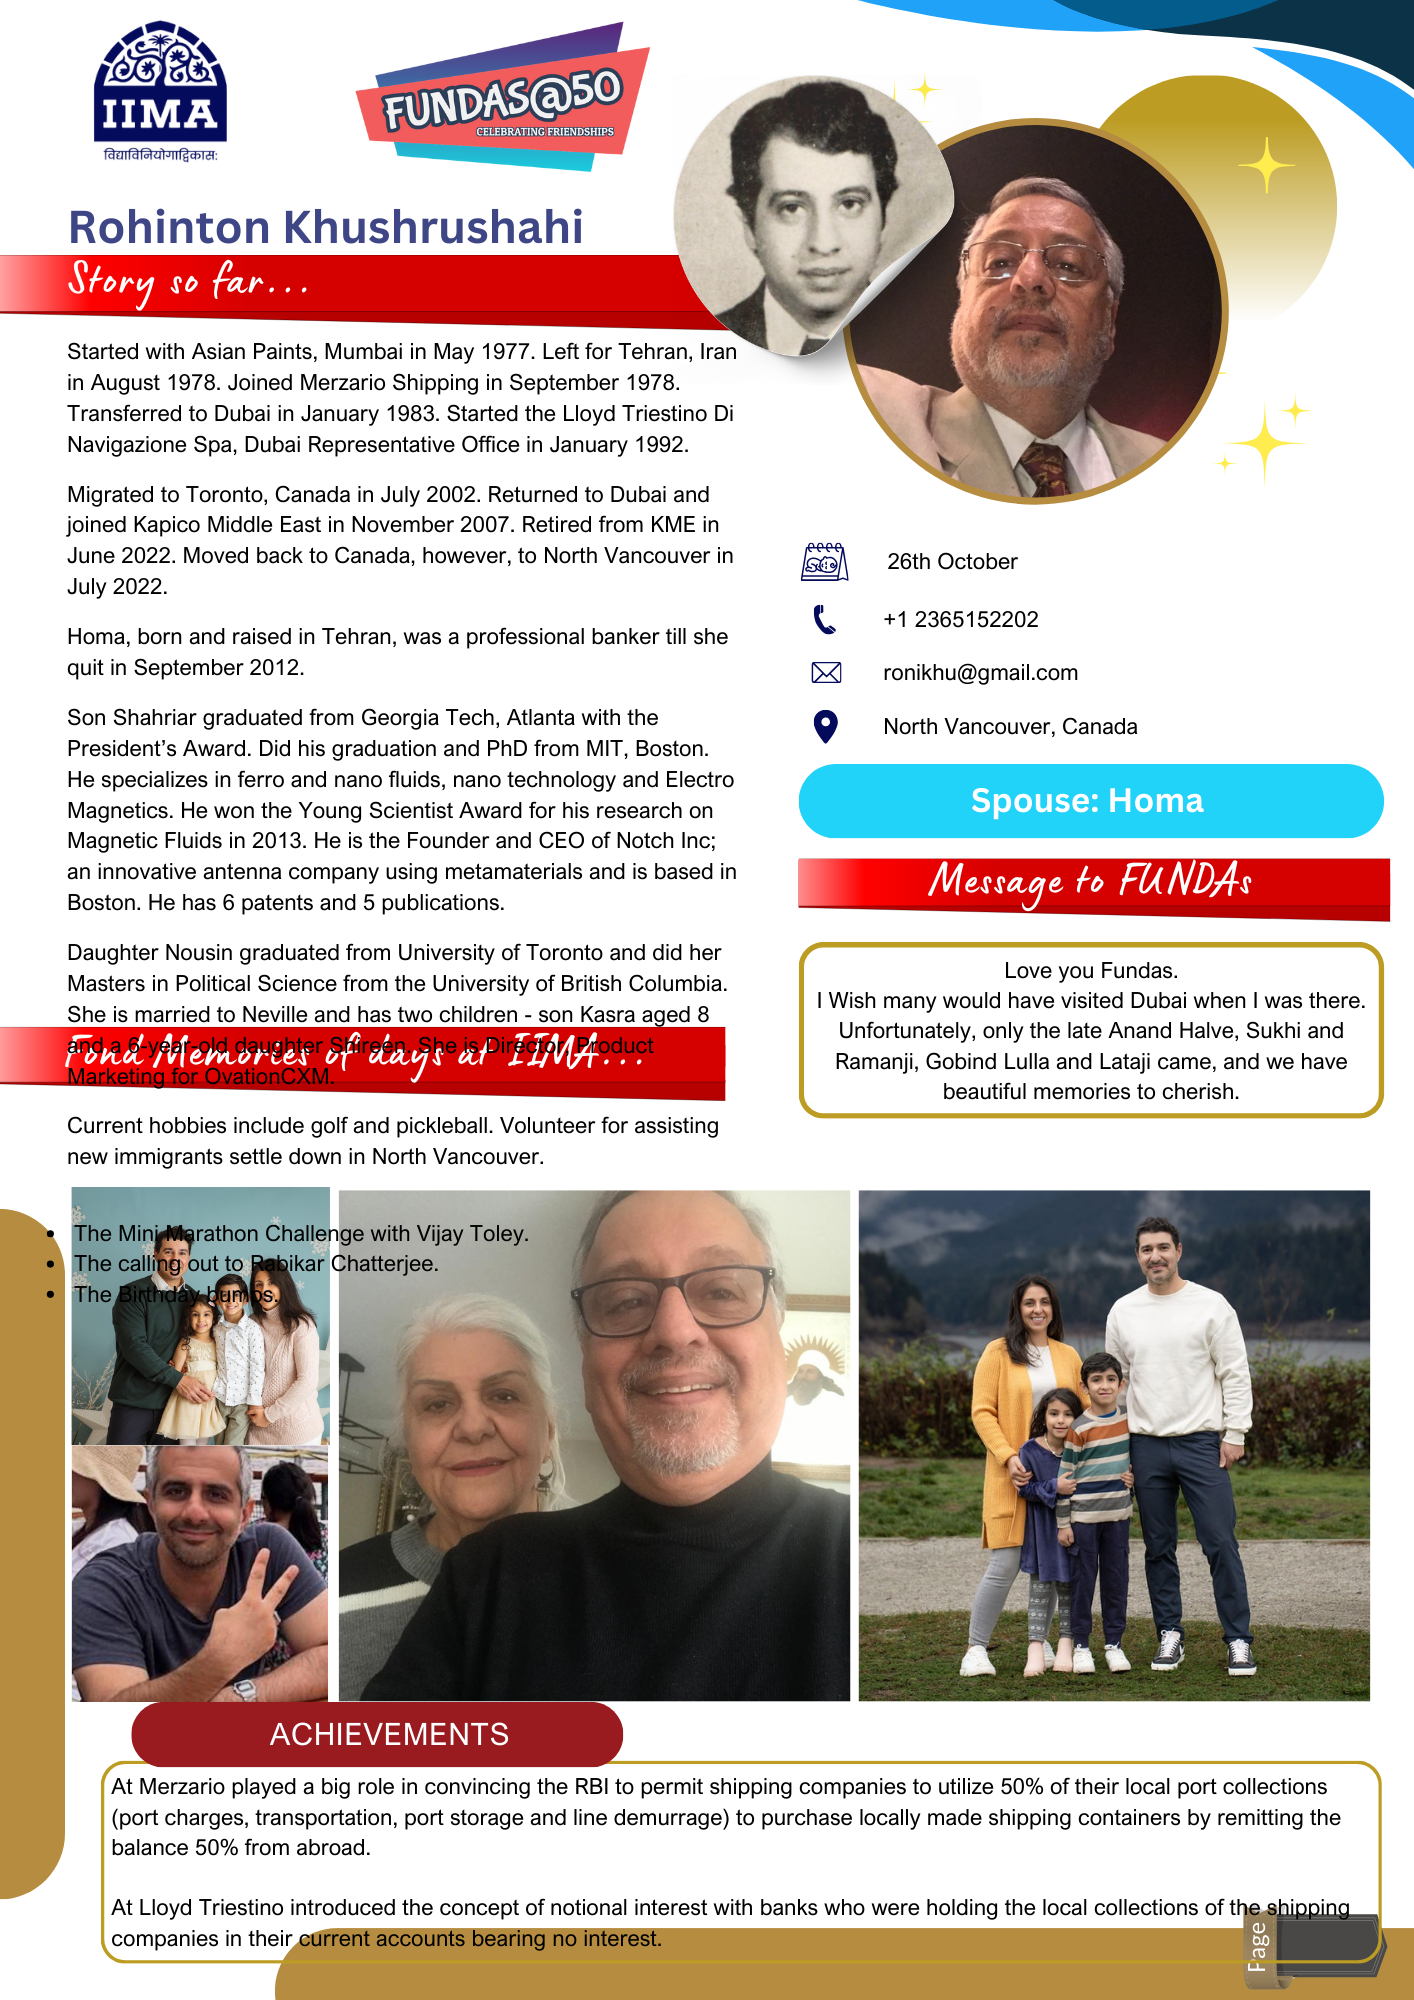 IIMA
विद्याविनियोगाद्विकास:
FUNDAS@50
CELEBRATING FRIENDSHIPS
Rohinton Khushrushahi
Story so far...
Started with Asian Paints, Mumbai in May 1977. Left for Tehran, Iran
in August 1978. Joined Merzario Shipping in September 1978.
Transferred to Dubai in January 1983. Started the Lloyd Triestino Di
Navigazione Spa, Dubai Representative Office in January 1992.
Migrated to Toronto, Canada in July 2002. Returned to Dubai and
joined Kapico Middle East in November 2007. Retired from KME in
June 2022. Moved back to Canada, however, to North Vancouver in
July 2022.
Homa, born and raised in Tehran, was a professional banker till she
quit in September 2012.
Son Shahriar graduated from Georgia Tech, Atlanta with the
President’s Award. Did his graduation and PhD from MIT, Boston.
He specializes in ferro and nano fluids, nano technology and Electro
Magnetics. He won the Young Scientist Award for his research on
Magnetic Fluids in 2013. He is the Founder and CEO of Notch Inc;
an innovative antenna company using metamaterials and is based in
Boston. He has 6 patents and 5 publications.
Daughter Nousin graduated from University of Toronto and did her
Masters in Political Science from the University of British Columbia.
She is married to Neville and has two children - son Kasra aged 8
and a 6-year-old daughter Shireen. She is Director, Product
Marketing for OvationCXM.
Fond Memories of days at IIMA...
Current hobbies include golf and pickleball. Volunteer for assisting
new immigrants settle down in North Vancouver.
• The Mini Marathon Challenge with Vijay Toley.
• The calling out to Rabikar Chatterjee.
• The Birthday bumps.
26th October
+1 2365152202
ronikhu@gmail.com
North Vancouver, Canada
Spouse: Homa
Message to FUNDAs
Love you Fundas.
I Wish many would have visited Dubai when I was there.
Unfortunately, only the late Anand Halve, Sukhi and
Ramanji, Gobind Lulla and Lataji came, and we have
beautiful memories to cherish.
ACHIEVEMENTS
At Merzario played a big role in convincing the RBI to permit shipping companies to utilize 50% of their local port collections
(port charges, transportation, port storage and line demurrage) to purchase locally made shipping containers by remitting the
balance 50% from abroad.
At Lloyd Triestino introduced the concept of notional interest with banks who were holding the local collections of the shipping
companies in their current accounts bearing no interest.
Page